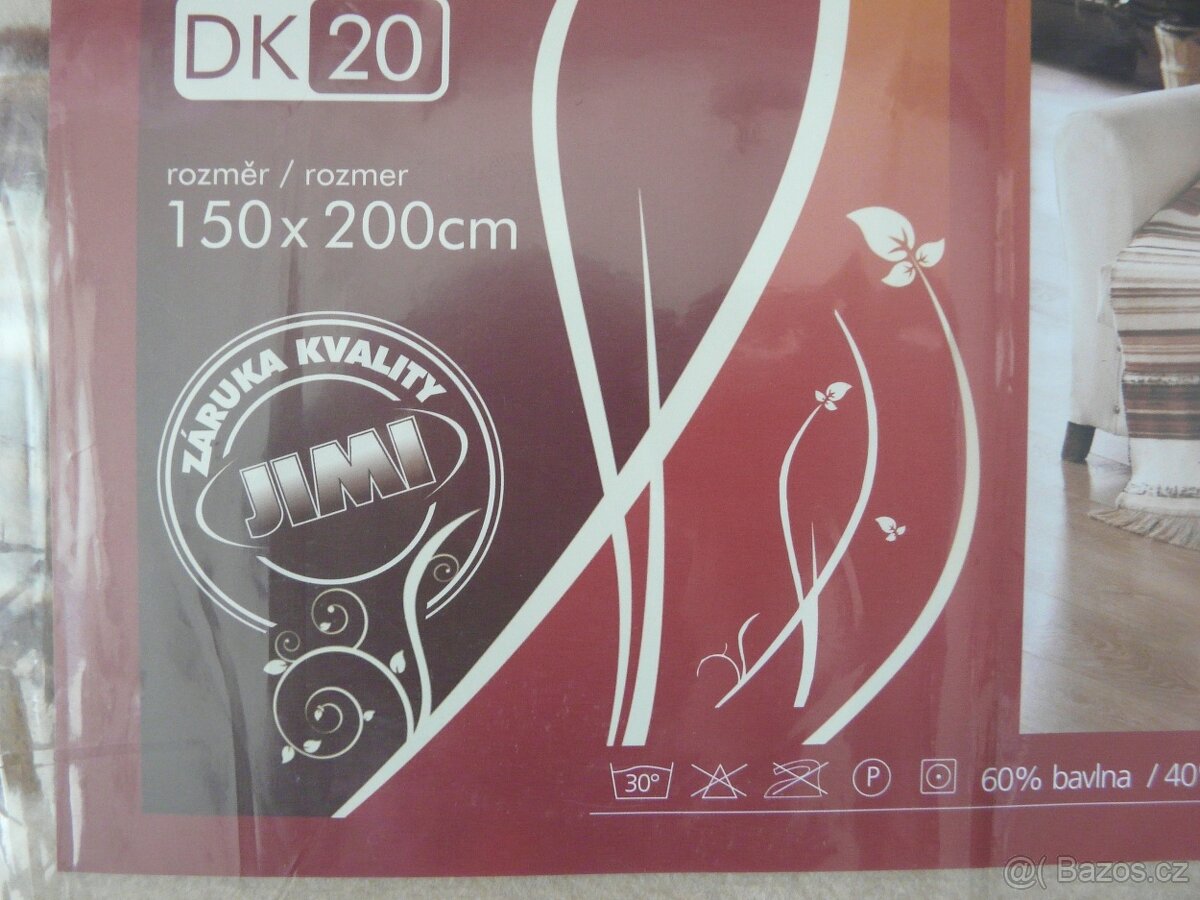 DK 20
rozměr / rozmer
150 x 200cm
ZÁRUKA KVALITY
JIMI
30° P 60% bavlna / 40%
@( Bazos.cz